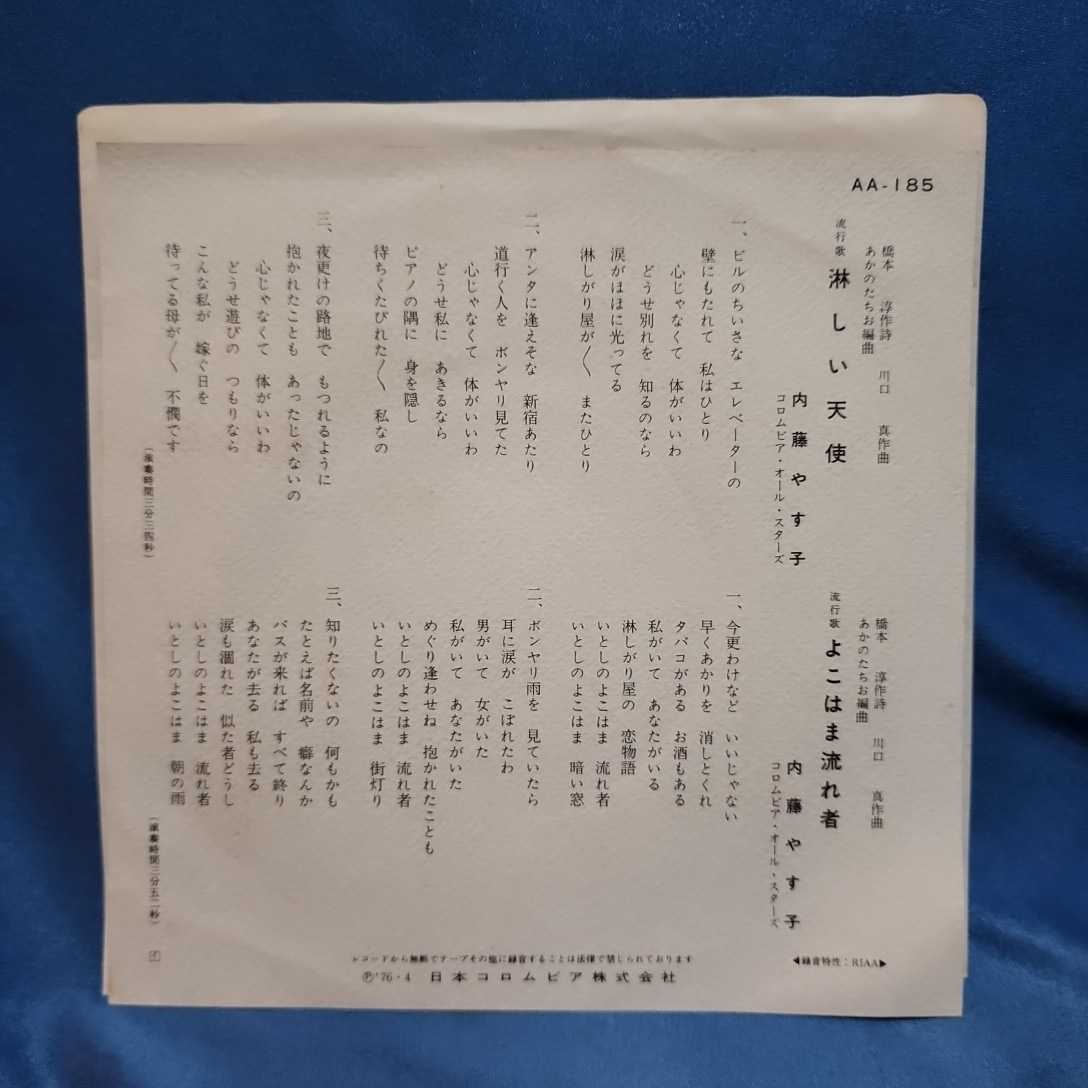 AA-185
橋本　淳作詩　川口　真作曲
あかのたちお編曲
流行歌　淋しい天使
内藤やす子
コロムビア・オール・スターズ
一、ビルのちいさな　エレベーターの
壁にもたれて　私はひとり
心じゃなくて　体がいいわ
どうせ別れを　知るのなら
涙がほほに光ってる
淋しがり屋が〳〵　またひとり
二、アンタに逢えそな　新宿あたり
道行く人を　ボンヤリ見てた
心じゃなくて　体がいいわ
どうせ私に　あきるなら
ピアノの隅に　身を隠し
待ちくたびれた〳〵　私なの
三、夜更けの路地で　もつれるように
抱かれたことも　あったじゃないの
心じゃなくて　体がいいわ
どうせ遊びの　つもりなら
こんな私が　嫁ぐ日を
待ってる母が〳〵　不憫です
橋本　淳作詩　川口　真作曲
あかのたちお編曲
流行歌　よこはま流れ者
内藤やす子
コロムビア・オール・スターズ
一、今更わけなど　いいじゃない
早くあかりを　消しとくれ
タバコがある　お酒もある
私がいて　あなたがいる
淋しがり屋の　恋物語
いとしのよこはま　流れ者
いとしのよこはま　暗い窓
二、ボンヤリ雨を　見ていたら
耳に涙が　こぼれたわ
男がいて　女がいた
私がいて　あなたがいた
めぐり逢わせね　抱かれたことも
いとしのよこはま　流れ者
いとしのよこはま　街灯り
三、知りたくないの　何もかも
たとえば名前や　癖なんか
バスが来れば　すべて終り
あなたが去る　私も去る
涙も涸れた　似た者どうし
いとしのよこはま　流れ者
いとしのよこはま　朝の雨
（演奏時間三分五二秒）
レコードから無断でテープその他に録音することは法律で禁じられております
Ⓟ'76・4　日本コロムビア株式会社
◀録音特性：RIAA▶